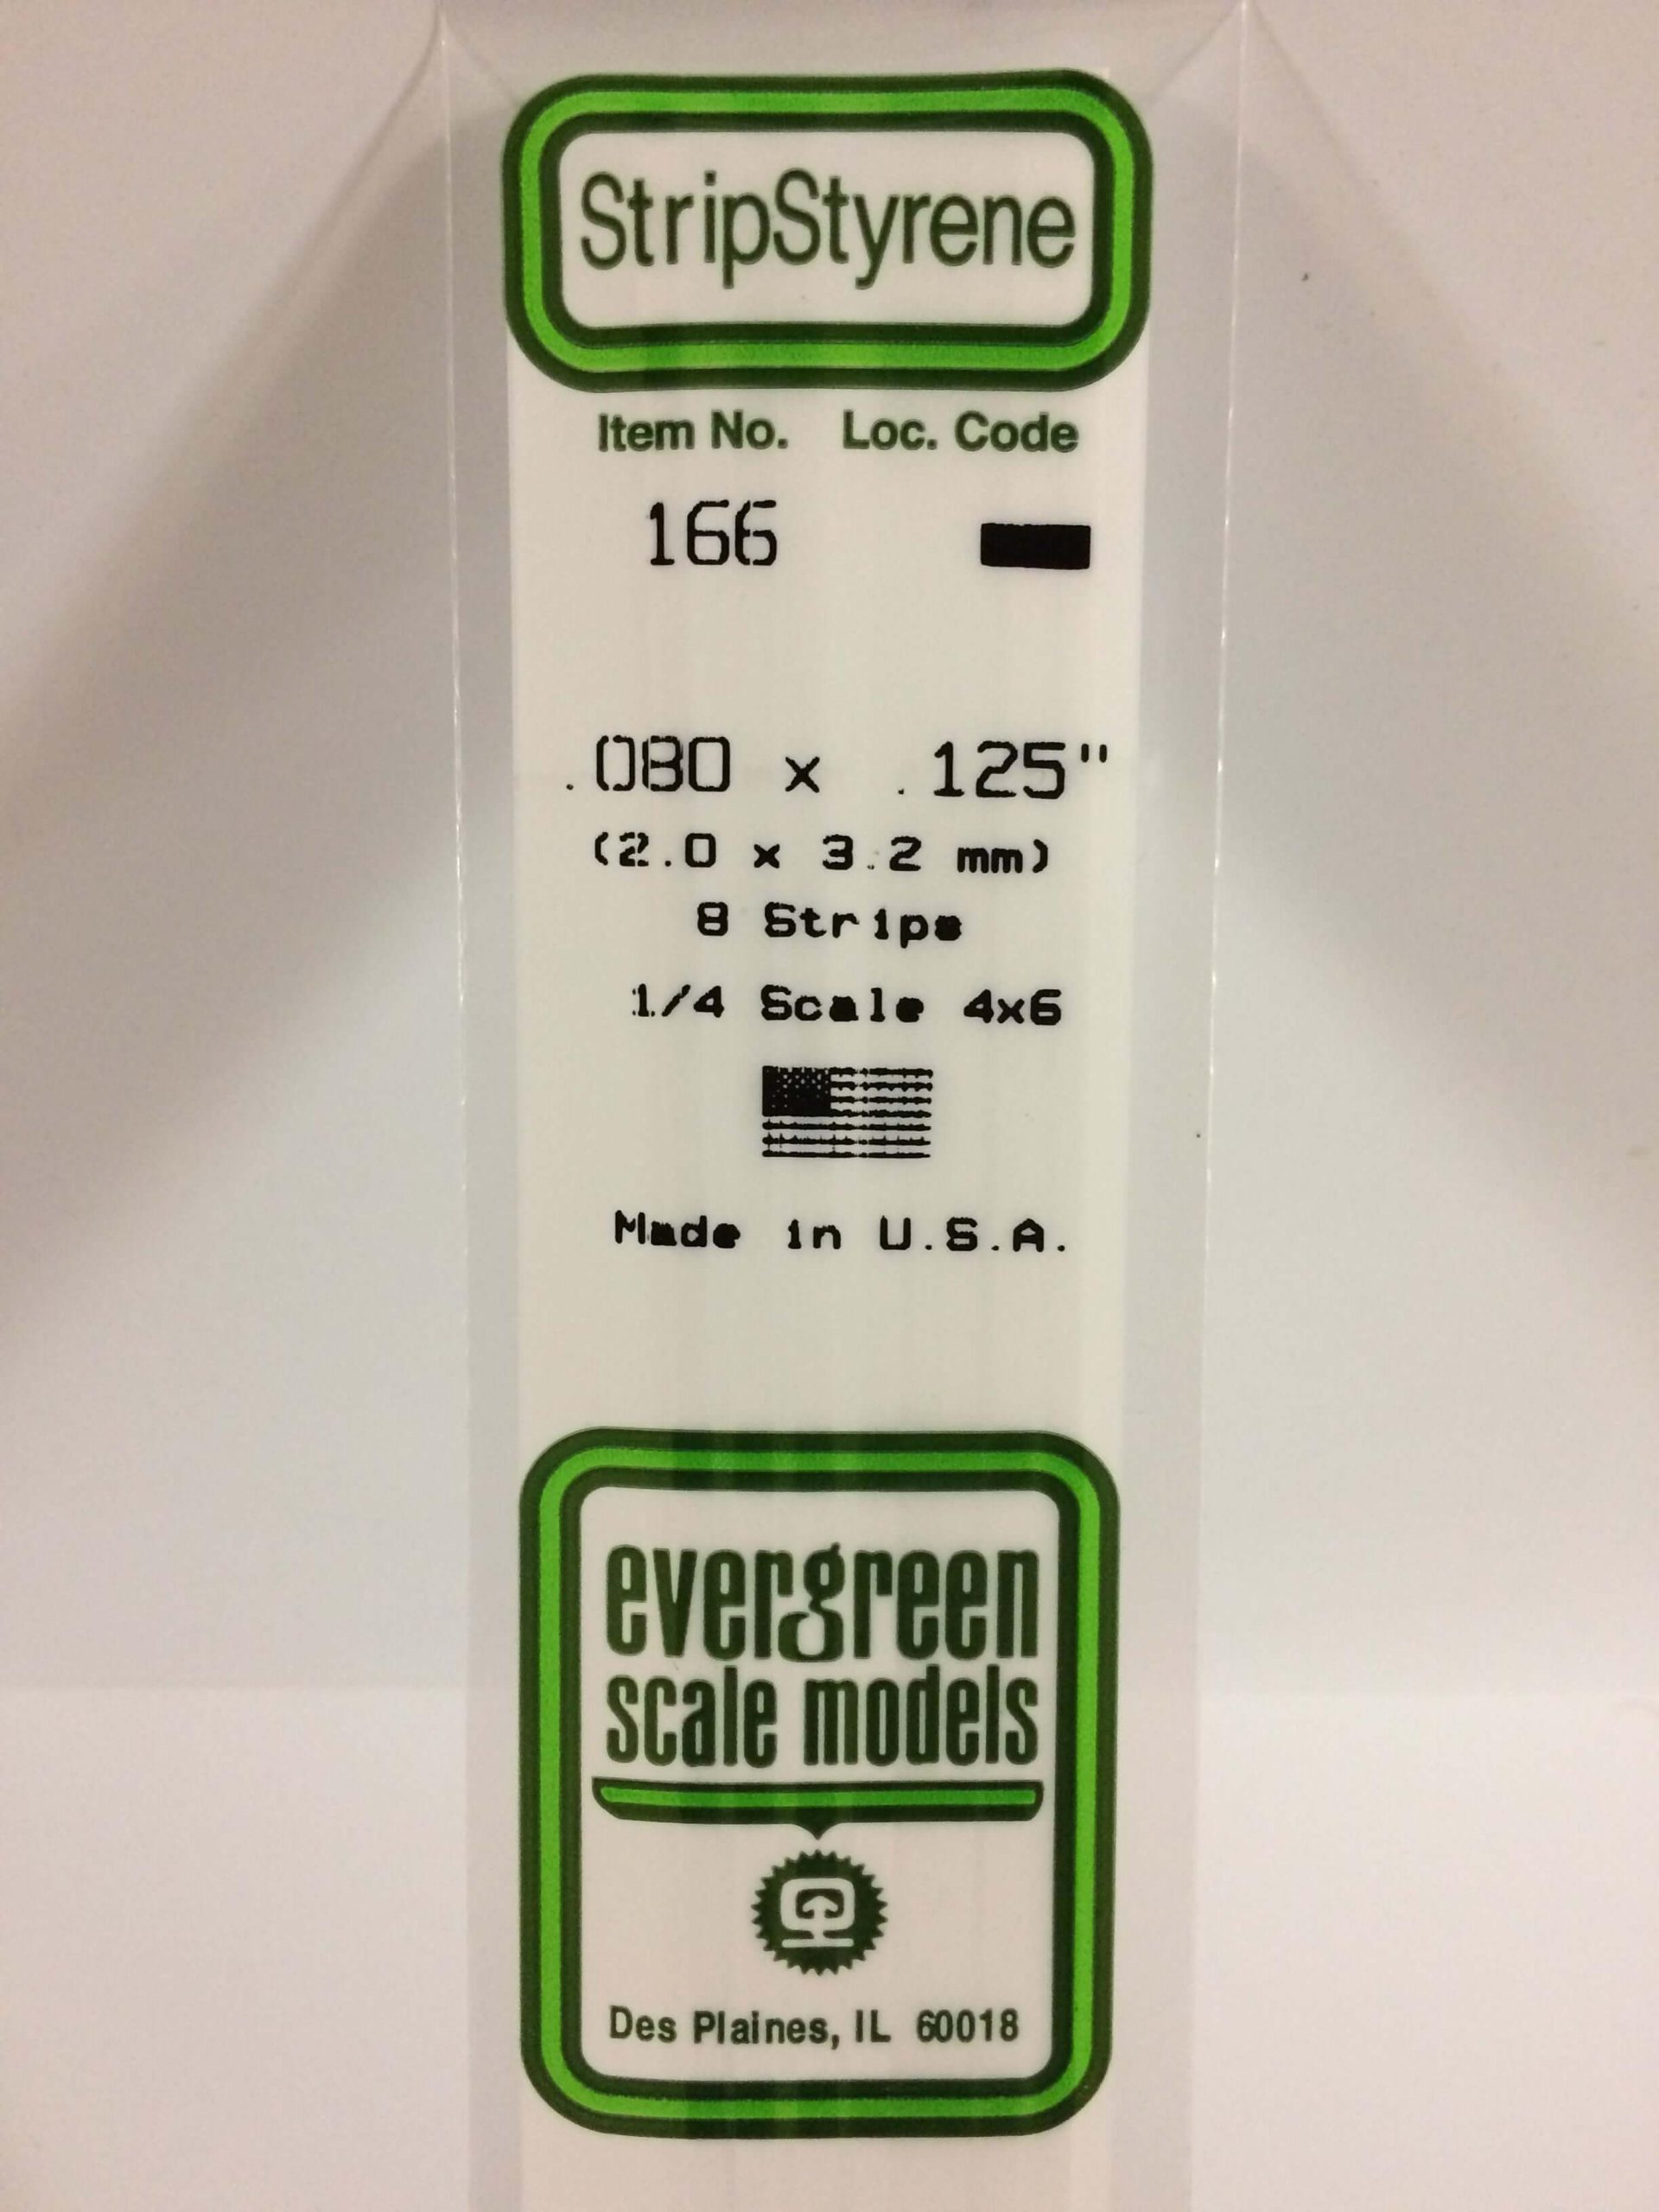 StripStyrene
Item No. Loc. Code
166
.080 x .125"
(2.0 x 3.2 mm)
8 Strips
1/4 Scale 4x6
Made in U.S.A.
evergreen
scale models
Des Plaines, IL 60018